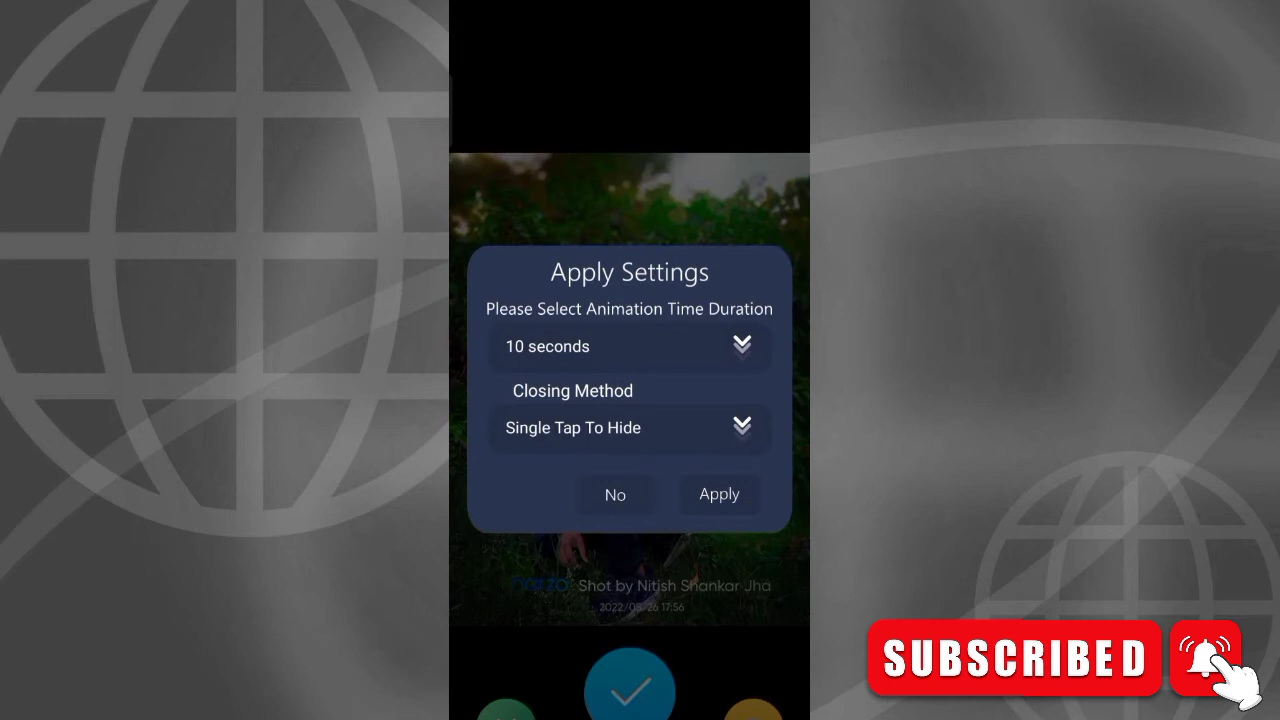 Apply Settings
Please Select Animation Time Duration
10 seconds
Closing Method
Single Tap To Hide
No Apply
Shot by Nitish Shankar Jha
2022/05/26 17:56
SUBSCRIBED